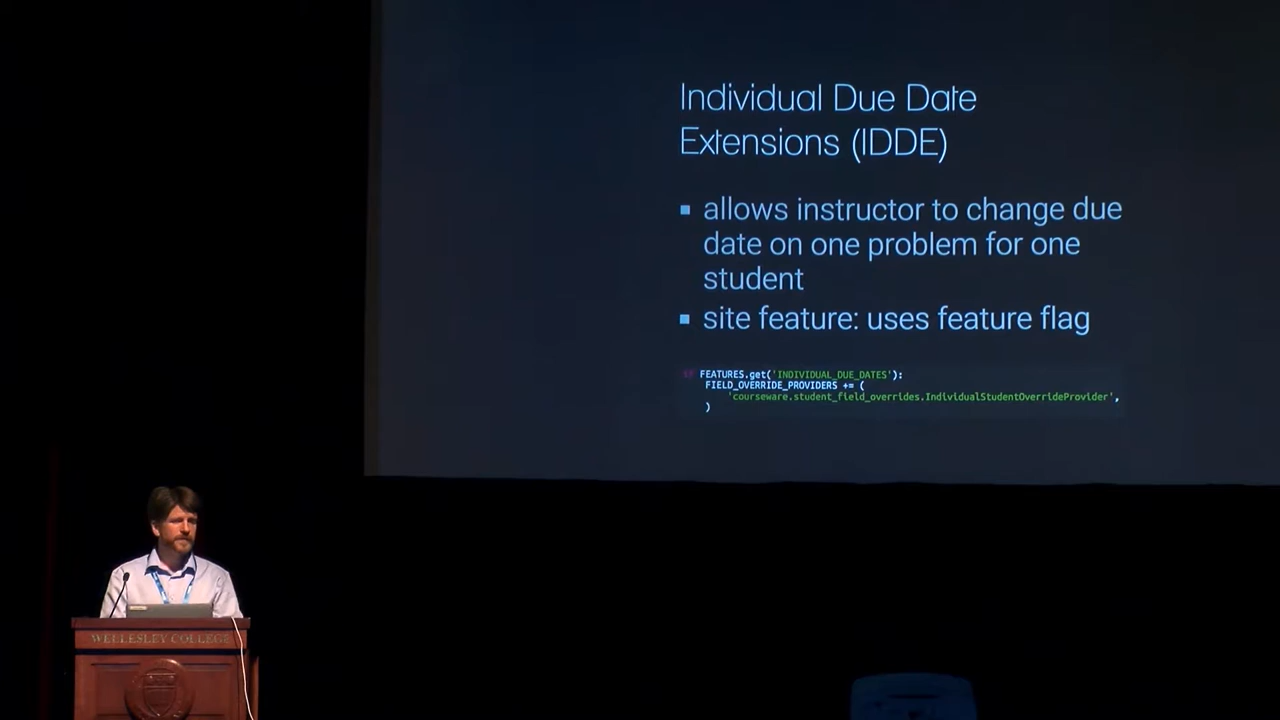 Individual Due Date
Extensions (IDDE)
▪ allows instructor to change due
date on one problem for one
student
▪ site feature: uses feature flag
if FEATURES.get('INDIVIDUAL_DUE_DATES'):
FIELD_OVERRIDE_PROVIDERS += (
'courseware.student_field_overrides.IndividualStudentOverrideProvider',
)
WELLESLEY COLLEGE